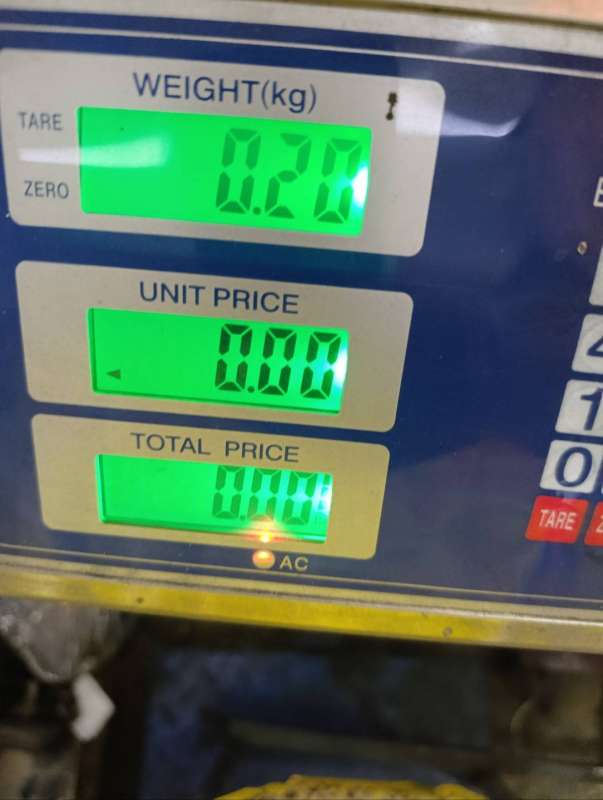 WEIGHT(kg)
TARE
0.20
ZERO
UNIT PRICE
0.00
TOTAL PRICE
0.00
AC
4
1
0
TARE